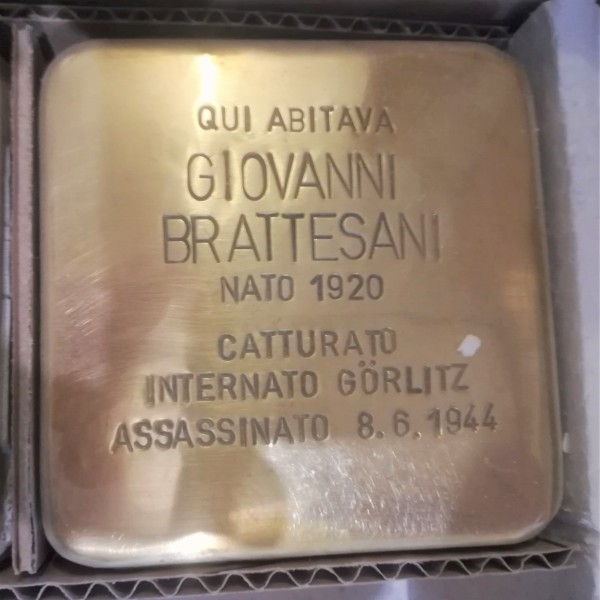 QUI ABITAVA
GIOVANNI
BRATTESANI
NATO 1920
CATTURATO
INTERNATO GÖRLITZ
ASSASSINATO 8.6.1944